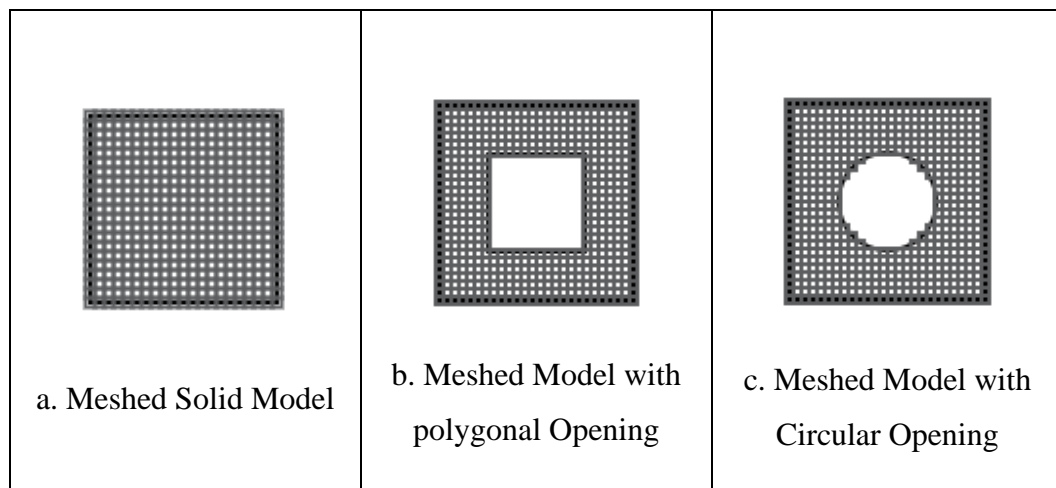 a. Meshed Solid Model
b. Meshed Model with
polygonal Opening
c. Meshed Model with
Circular Opening